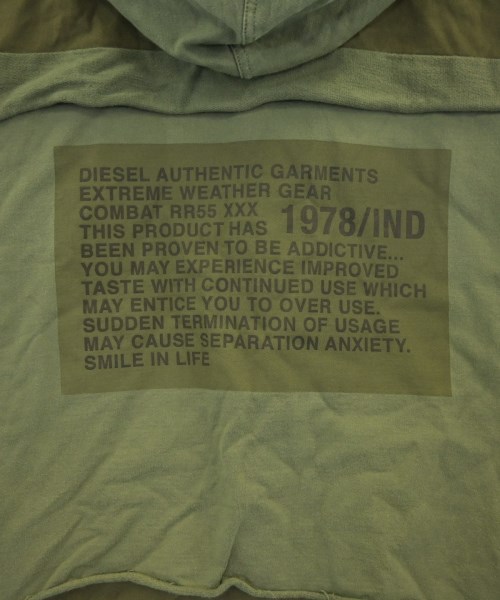 DIESEL AUTHENTIC GARMENTS
EXTREME WEATHER GEAR
COMBAT RR55 XXX
THIS PRODUCT HAS 1978/IND
BEEN PROVEN TO BE ADDICTIVE...
YOU MAY EXPERIENCE IMPROVED
TASTE WITH CONTINUED USE WHICH
MAY ENTICE YOU TO OVER USE.
SUDDEN TERMINATION OF USAGE
MAY CAUSE SEPARATION ANXIETY.
SMILE IN LIFE